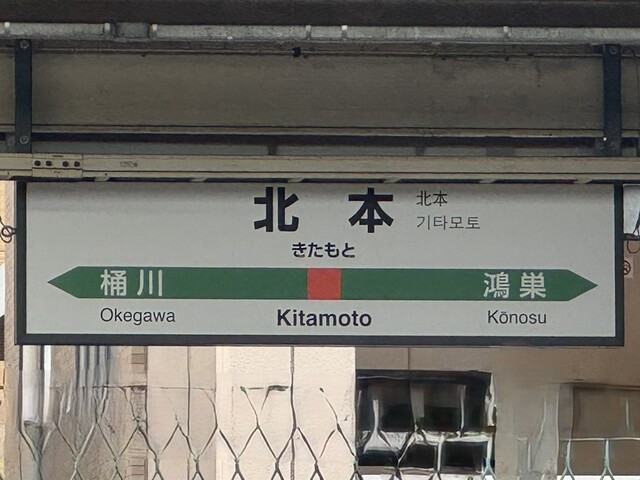 北本 北本
기타모토
きたもと
桶川 鴻巣
Okegawa Kitamoto Kōnosu